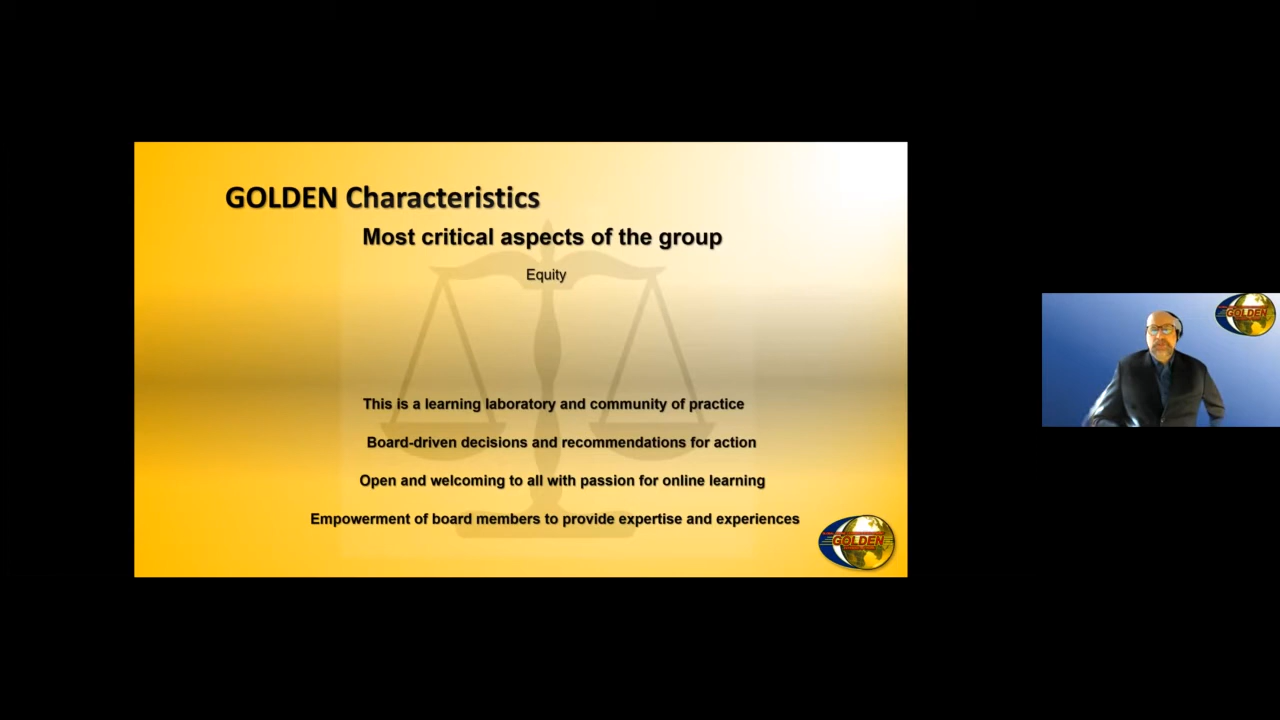 GOLDEN Characteristics
Most critical aspects of the group
Equity
This is a learning laboratory and community of practice
Board-driven decisions and recommendations for action
Open and welcoming to all with passion for online learning
Empowerment of board members to provide expertise and experiences
GOLDEN
GOLDEN